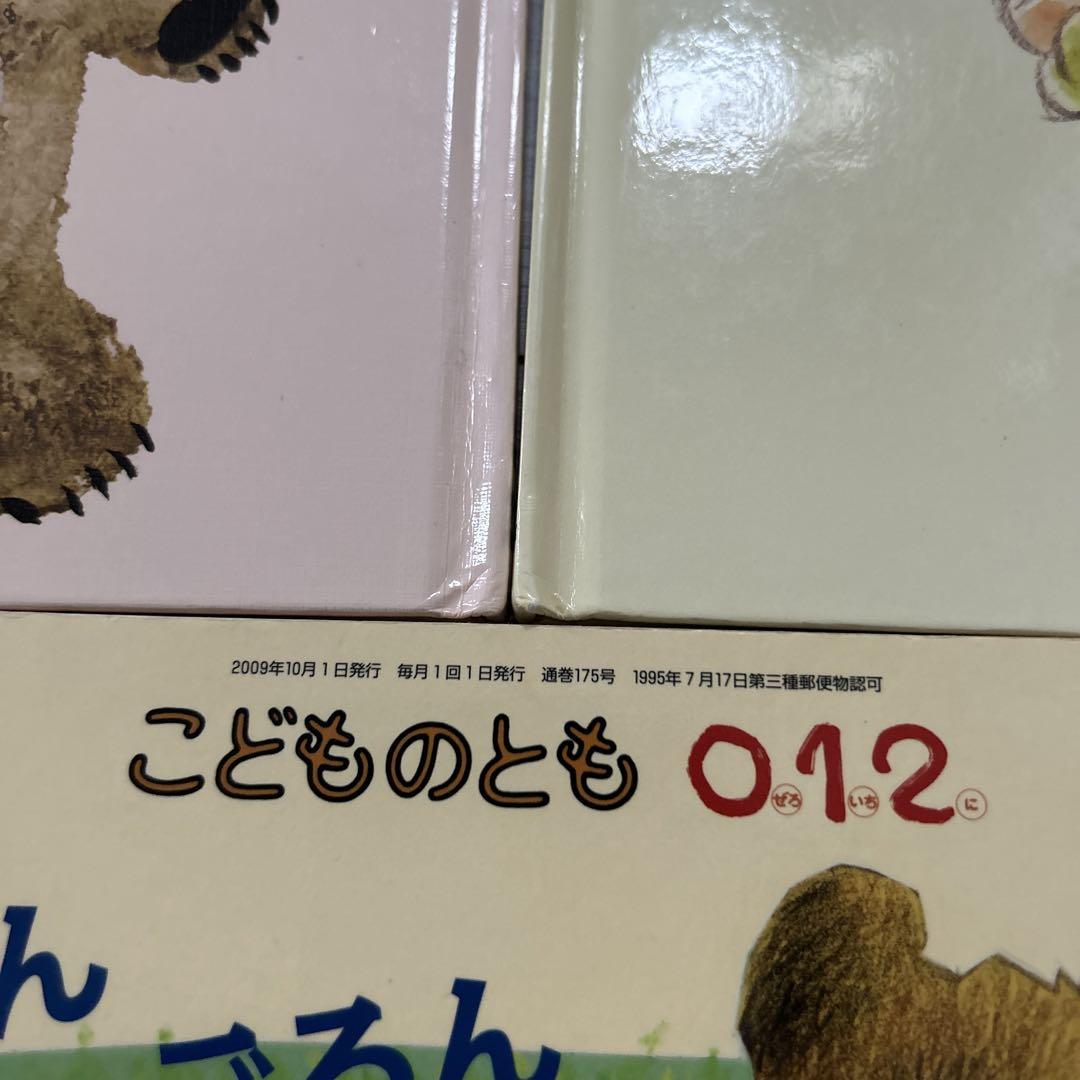 2009年10月1日発行 毎月1回1日発行 通巻175号 1995年7月17日第三種郵便物認可
こどものとも 0.1.2.
ぜろ いち に
ん
ごろん